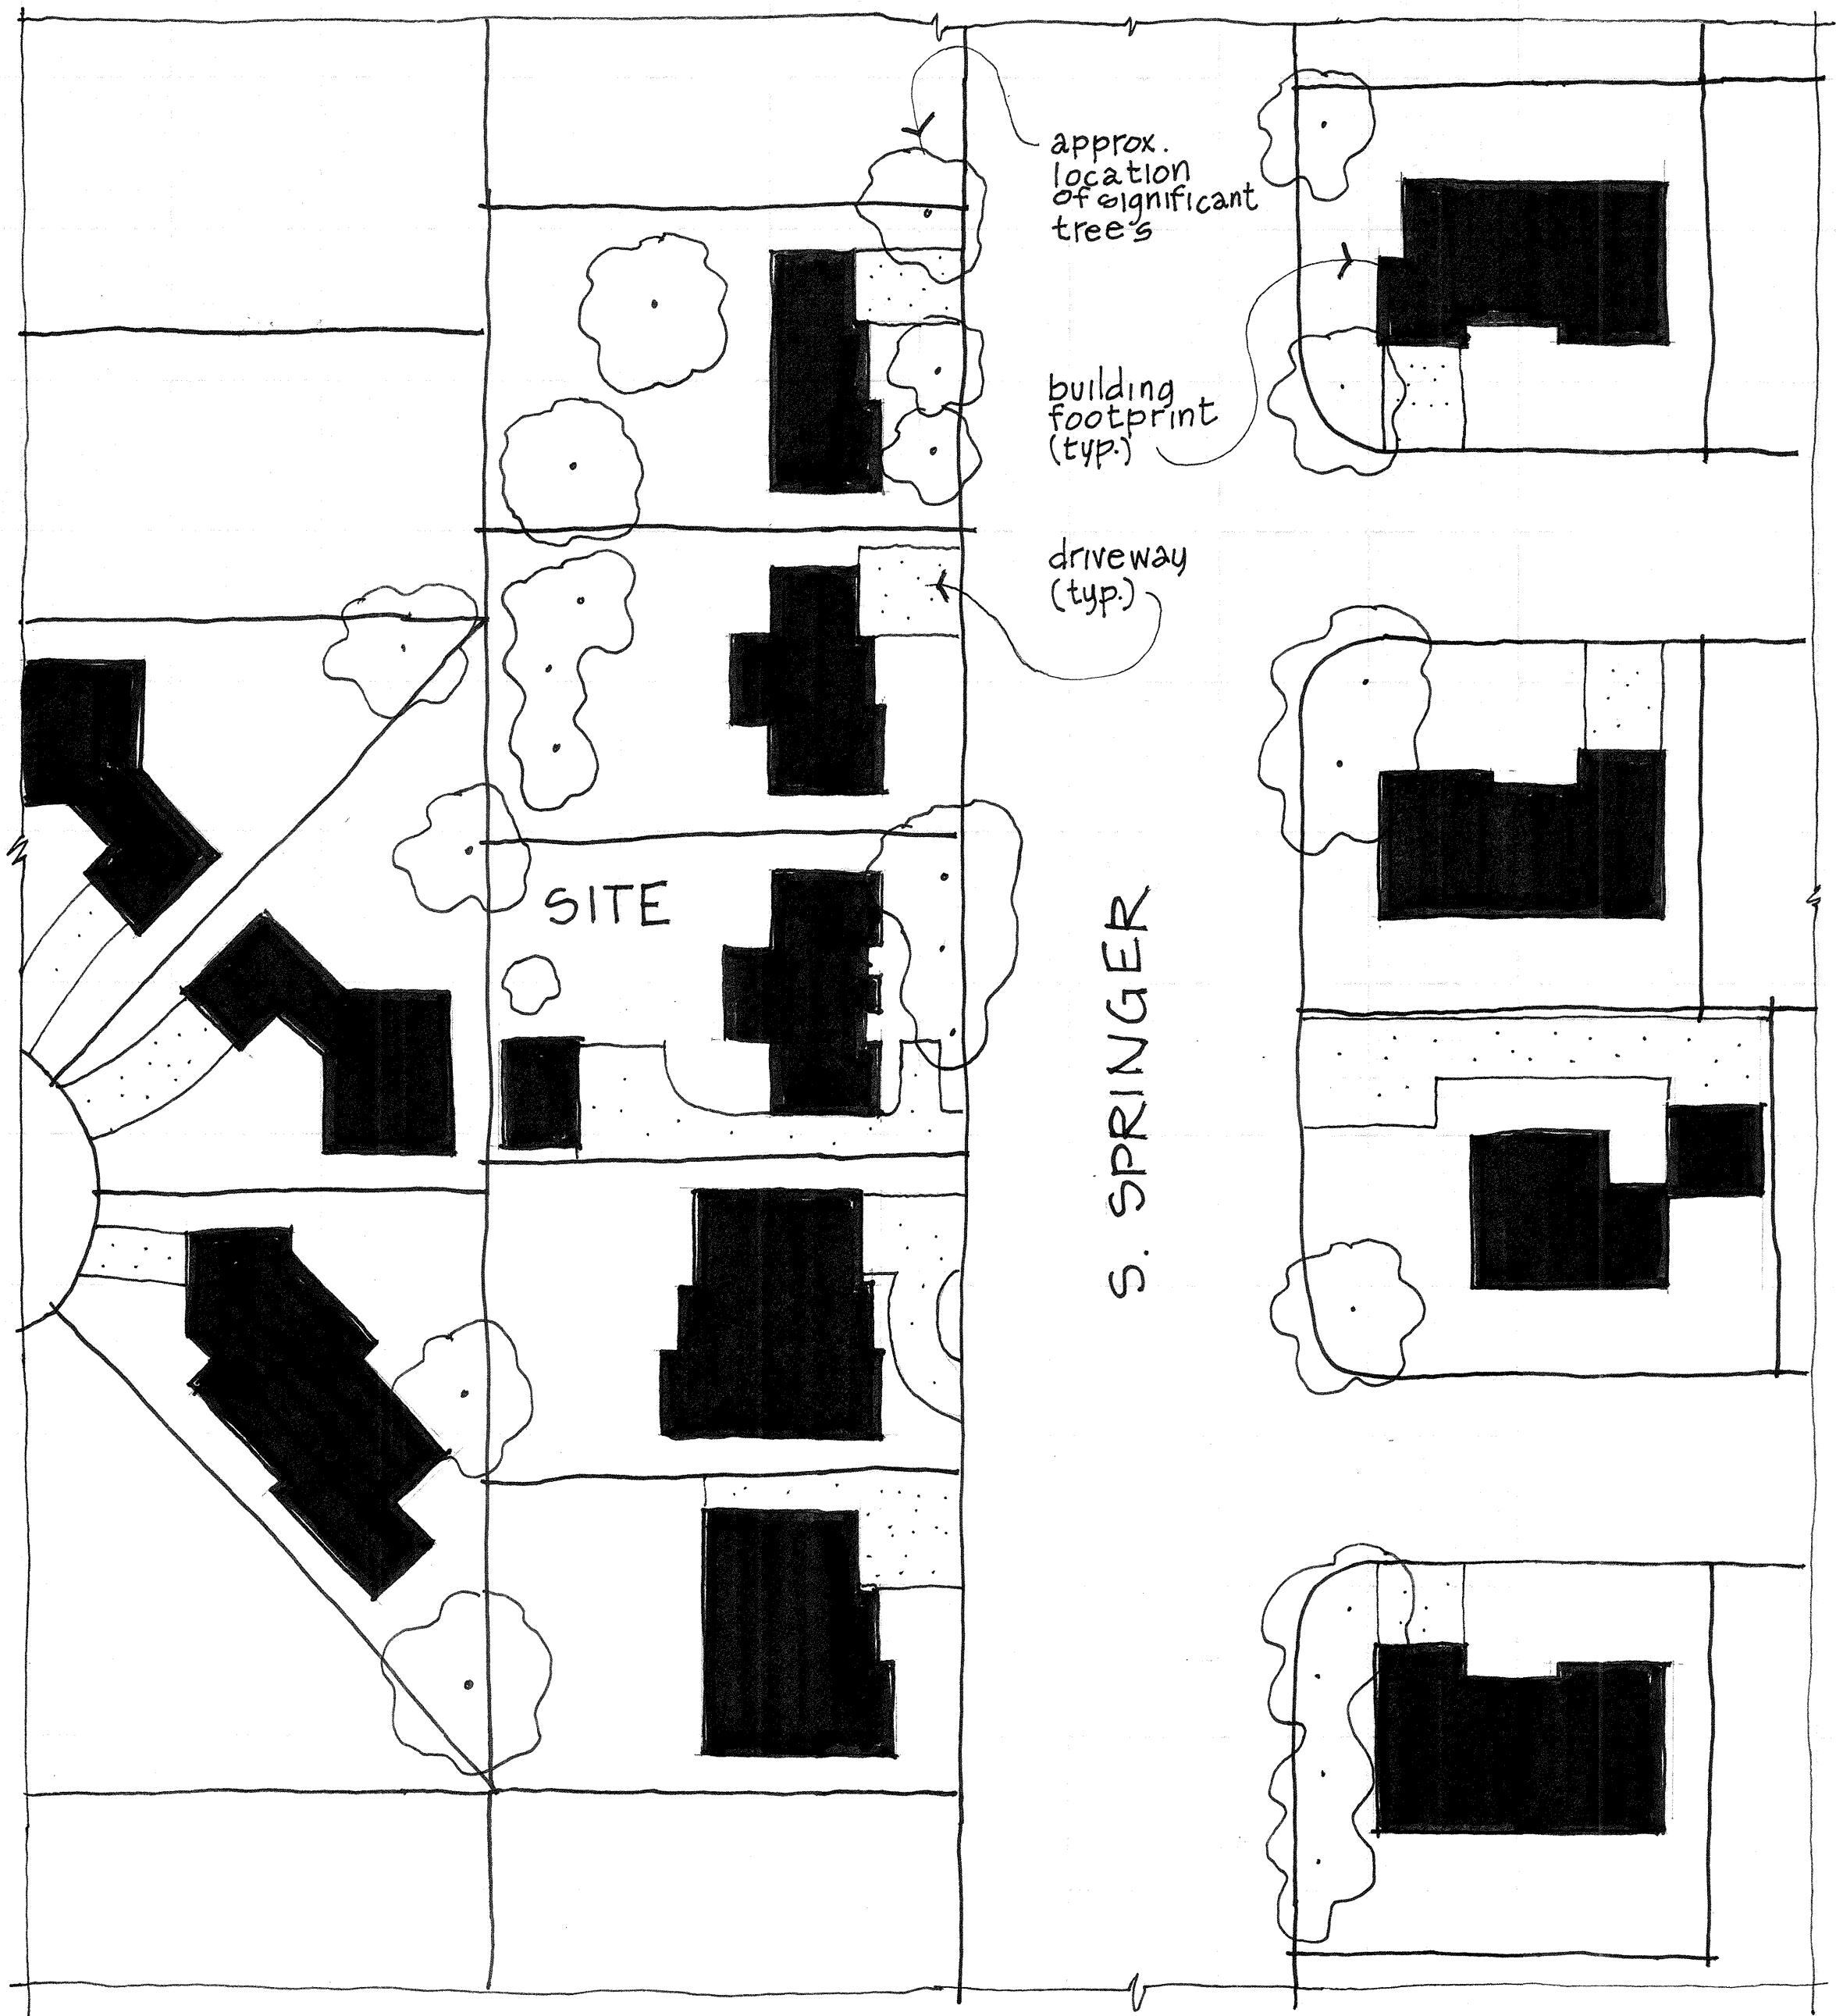 approx.
location
of significant
trees
building
footprint
(typ.)
driveway
(typ.)
SITE
S. SPRINGER